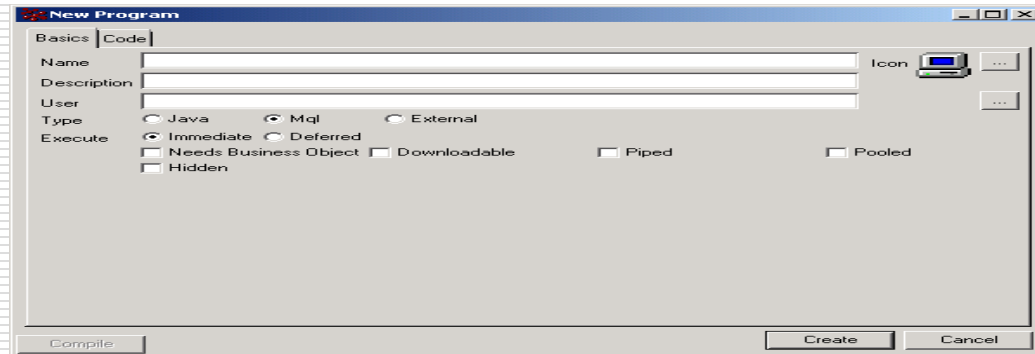 New Program
Basics Code
Name Icon ...
Description
User ...
Type Java Mql External
Execute Immediate Deferred
Needs Business Object Downloadable Piped Pooled
Hidden
Compile Create Cancel